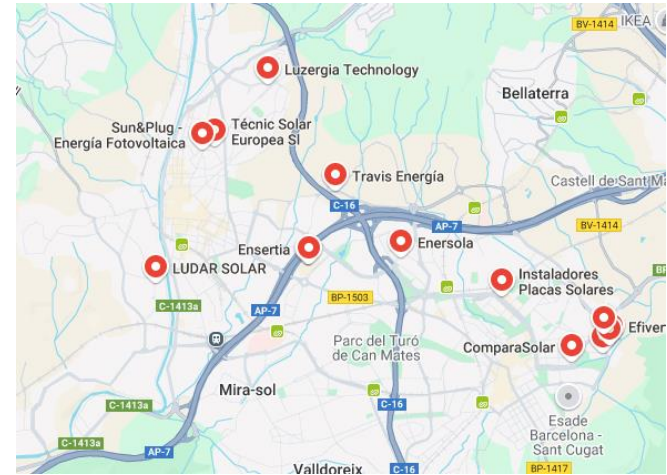 BV-1414
IKEA
Luzergia Technology
Bellaterra
Sun&Plug -
Energía Fotovoltaica
Tècnic Solar
Europea Sl
Travis Energía
Castell de Sant Ma
C-16
AP-7
BV-1414
Ensertia
Enersola
LUDAR SOLAR
Instaladores
Placas Solares
BP-1503
C-1413a
AP-7
Parc del Turó
de Can Mates
ComparaSolar
Efiven
Mira-sol
C-1413a
C-16
Esade
Barcelona -
Sant Cugat
C-1413a
AP-7
Valldoreix
C-16
BP-1417